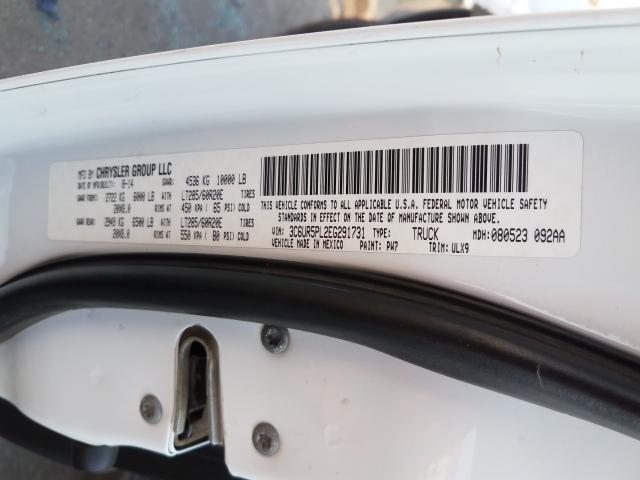 MFD BY CHRYSLER GROUP LLC
DATE OF MFR/BUILT: 6-14 GVWR: 4536 KG 10000 LB
GAWR FRONT: 2722 KG 6000 LB LT285/60R20E TIRES
20X8.0 RIMS AT 450 KPA ( 65 PSI) COLD
GAWR REAR: 2949 KG 6500 LB LT285/60R20E TIRES
20X8.0 RIMS AT 550 KPA ( 80 PSI) COLD
THIS VEHICLE CONFORMS TO ALL APPLICABLE U.S.A. FEDERAL MOTOR VEHICLE SAFETY
STANDARDS IN EFFECT ON THE DATE OF MANUFACTURE SHOWN ABOVE.
VIN: 3C6UR5PL2EG291731 TYPE: TRUCK MDH: 080523 092AA
VEHICLE MADE IN MEXICO PAINT: PW7 TRIM: ULX9